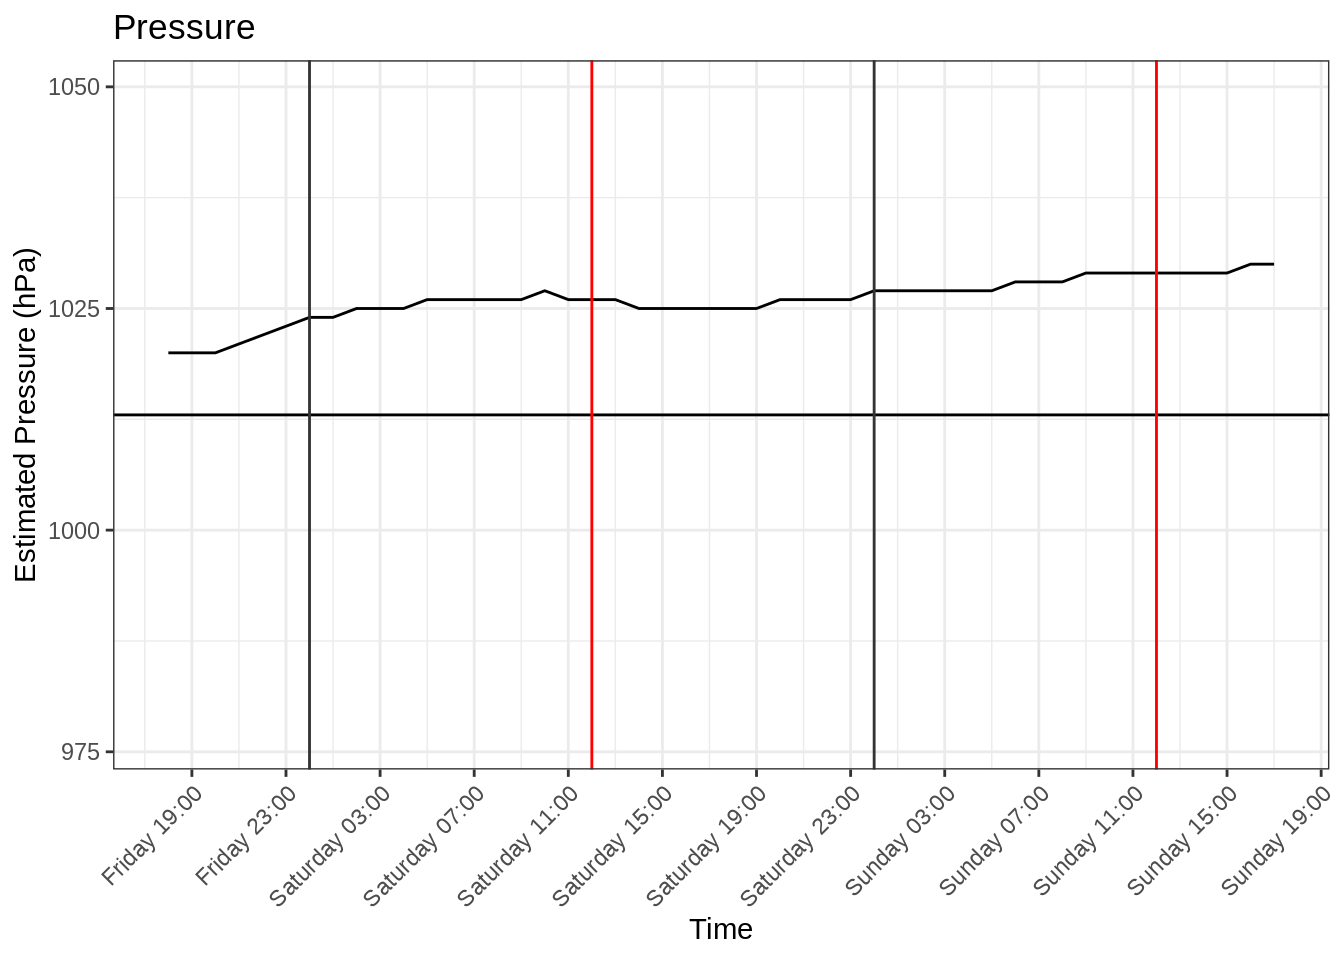 Pressure
Estimated Pressure (hPa)
1050
1025
1000
975
Friday 19:00
Friday 23:00
Saturday 03:00
Saturday 07:00
Saturday 11:00
Saturday 15:00
Saturday 19:00
Saturday 23:00
Sunday 03:00
Sunday 07:00
Sunday 11:00
Sunday 15:00
Sunday 19:00
Time